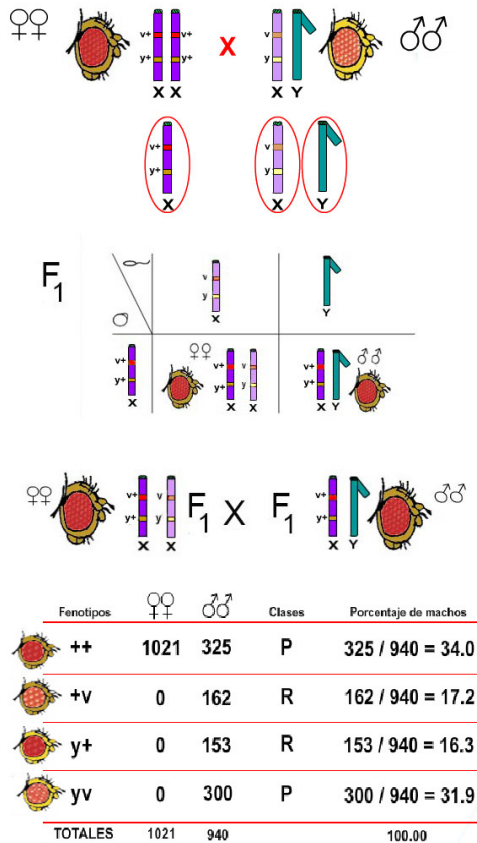 ♀♀ v+ v+ X v ♂♂
y+ y+ y
X X X Y
v+ v
y+ y
X X Y
F1
v
y
X Y
v+ ♀♀ v+ v v+ ♂♂
y+ y+ y y+
X X X X Y
♀♀ v+ v F1 X F1 v+ ♂♂
y+ y y+
X X X Y
Fenotipos ♀♀ ♂♂ Clases Porcentaje de machos
++ 1021 325 P 325 / 940 = 34.0
+v 0 162 R 162 / 940 = 17.2
y+ 0 153 R 153 / 940 = 16.3
yv 0 300 P 300 / 940 = 31.9
TOTALES 1021 940 100.00